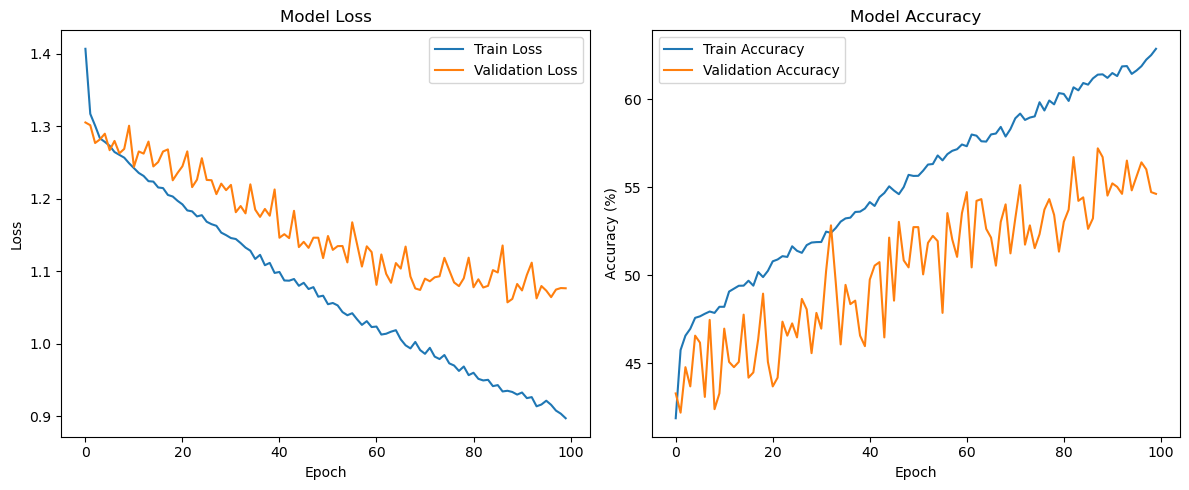 Model Loss
Train Loss
Validation Loss
1.4
1.3
1.2
1.1
1.0
0.9
Loss
0 20 40 60 80 100
Epoch
Model Accuracy
Train Accuracy
Validation Accuracy
60
55
50
45
Accuracy (%)
0 20 40 60 80 100
Epoch